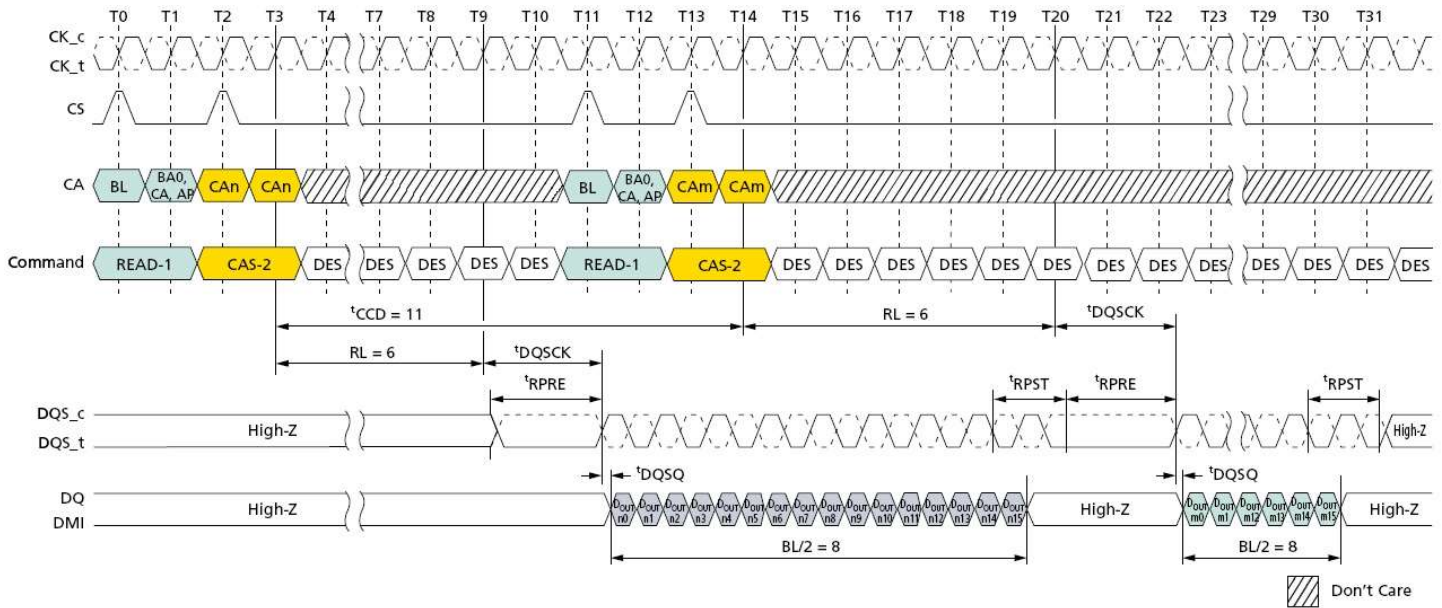 T0 T1 T2 T3 T4 T7 T8 T9 T10 T11 T12 T13 T14 T15 T16 T17 T18 T19 T20 T21 T22 T23 T29 T30 T31
CK_c
CK_t
CS
CA BL BA0, CA, AP CAn CAn BL BA0, CA, AP CAm CAm
Command READ-1 CAS-2 DES DES DES DES DES READ-1 CAS-2 DES DES DES DES DES DES DES DES DES DES DES DES DES
tCCD = 11 RL = 6 tDQSCK
RL = 6 tDQSCK
tRPRE tRPST tRPRE tRPST
DQS_c
DQS_t
High-Z High-Z
tDQSQ tDQSQ
DQ
DMI
High-Z DOUT n0 DOUT n1 DOUT n2 DOUT n3 DOUT n4 DOUT n5 DOUT n6 DOUT n7 DOUT n8 DOUT n9 DOUT n10 DOUT n11 DOUT n12 DOUT n13 DOUT n14 DOUT n15 High-Z DOUT m0 DOUT m1 DOUT m12 DOUT m13 DOUT m14 DOUT m15 High-Z
BL/2 = 8 BL/2 = 8
Don't Care